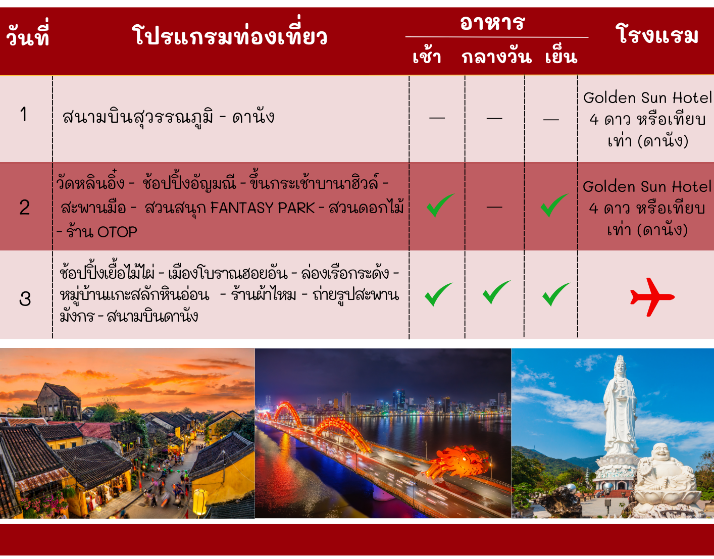 วันที่ โปรแกรมท่องเที่ยว อาหาร โรงแรม
เช้า กลางวัน เย็น
1 สนามบินสุวรรณภูมิ - ดานัง — — — Golden Sun Hotel
4 ดาว หรือเทียบ
เท่า (ดานัง)
2 วัดหลินอิ๋ง - ช้อปปิ้งอัญมณี - ขึ้นกระเช้าบานาฮิวล์ -
สะพานมือ - สวนสนุก FANTASY PARK - สวนดอกไม้
- ร้าน OTOP
✓ — ✓ Golden Sun Hotel
4 ดาว หรือเทียบ
เท่า (ดานัง)
3 ช้อปปิ้งเยื่อไม้ไผ่ - เมืองโบราณฮอยอัน - ล่องเรือกระด้ง -
หมู่บ้านแกะสลักหินอ่อน - ร้านผ้าไหม - ถ่ายรูปสะพาน
มังกร - สนามบินดานัง
✓ ✓ ✓